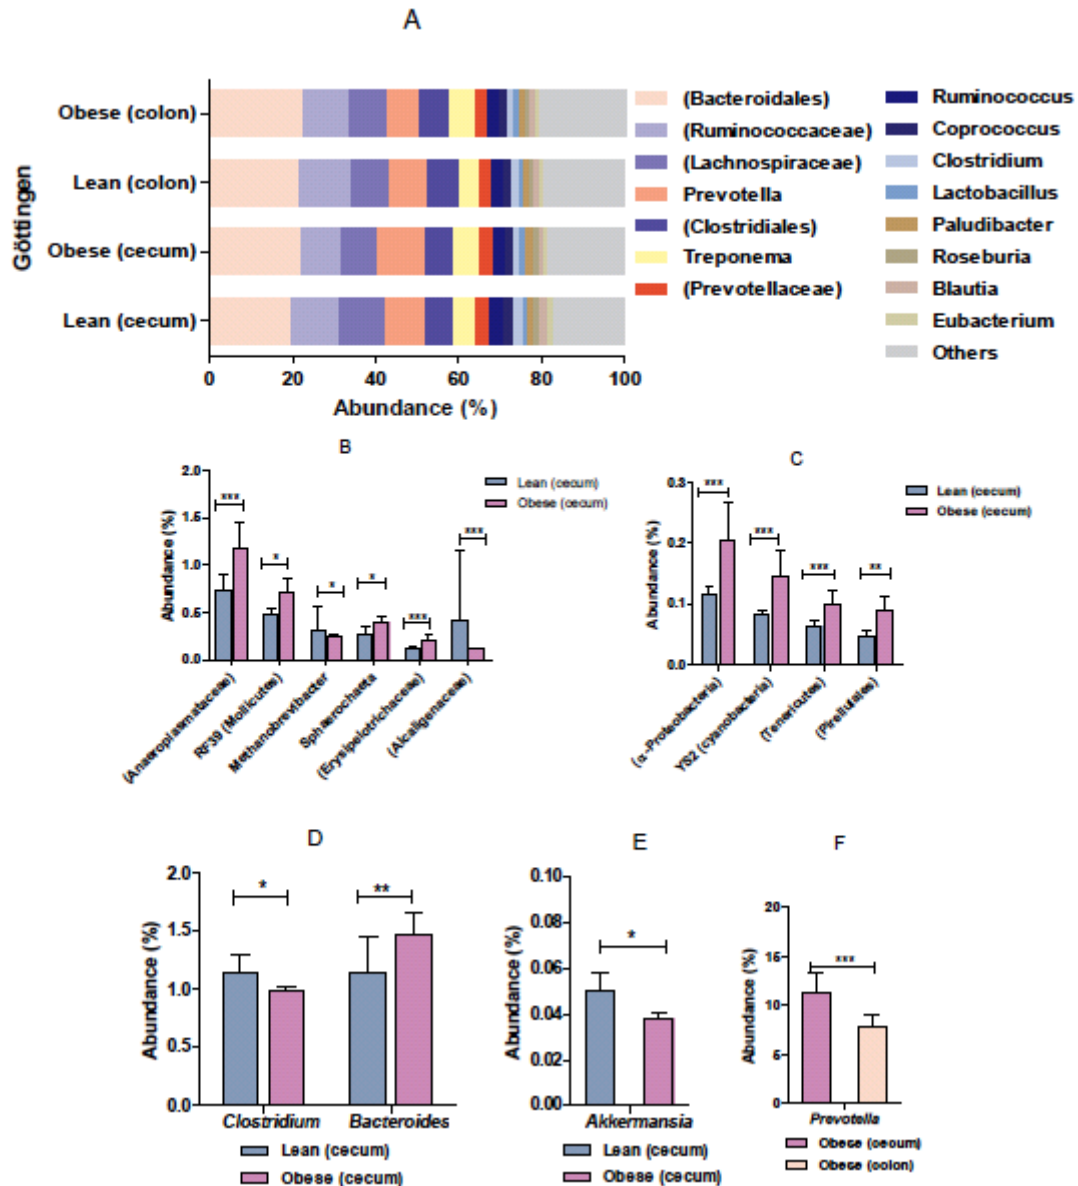 A
Göttingen
Obese (colon)
Lean (colon)
Obese (cecum)
Lean (cecum)
0 20 40 60 80 100
Abundance (%)
(Bacteroidales)
(Ruminococcaceae)
(Lachnospiraceae)
Prevotella
(Clostridiales)
Treponema
(Prevotellaceae)
Ruminococcus
Coprococcus
Clostridium
Lactobacillus
Paludibacter
Roseburia
Blautia
Eubacterium
Others
B
Abundance (%)
2.0
1.5
1.0
0.5
0.0
***
*
*
*
***
***
Lean (cecum)
Obese (cecum)
(Anaeroplasmataceae)
RF39 (Mollicutes)
Methanobrevibacter
Sphaerochaeta
(Erysipelotrichaceae)
(Alcaligenaceae)
C
Abundance (%)
0.3
0.2
0.1
0.0
***
***
***
**
Lean (cecum)
Obese (cecum)
(α-Proteobacteria)
YS2 (cyanobacteria)
(Tenericutes)
(Pirellulales)
D
Abundance (%)
2.0
1.5
1.0
0.5
0.0
*
**
Clostridium
Bacteroides
Lean (cecum)
Obese (cecum)
E
Abundance (%)
0.10
0.08
0.06
0.04
0.02
0.00
*
Akkermansia
Lean (cecum)
Obese (cecum)
F
Abundance (%)
20
15
10
5
0
***
Prevotella
Obese (cecum)
Obese (colon)